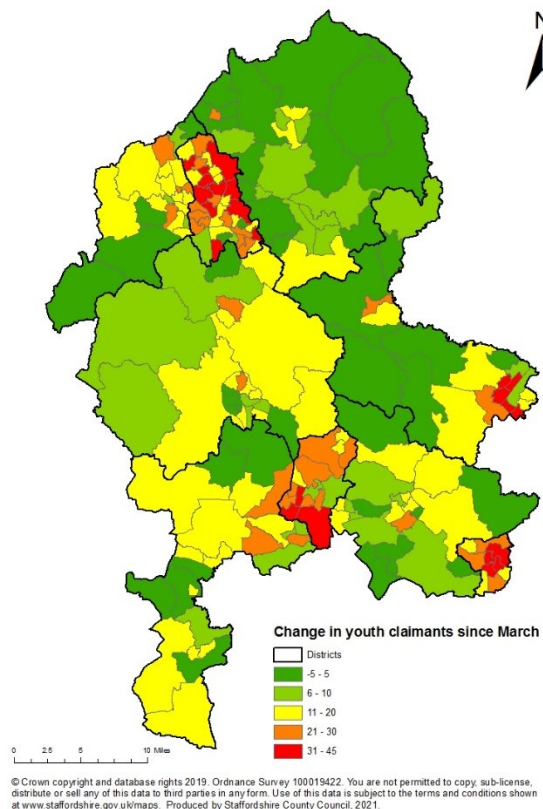 N
Change in youth claimants since March
Districts
-5 - 5
6 - 10
11 - 20
21 - 30
31 - 45
0 2.5 5 10 Miles
© Crown copyright and database rights 2019. Ordnance Survey 100019422. You are not permitted to copy, sub-license,
distribute or sell any of this data to third parties in any form. Use of this data is subject to the terms and conditions shown
at www.staffordshire.gov.uk/maps. Produced by Staffordshire County Council, 2021.